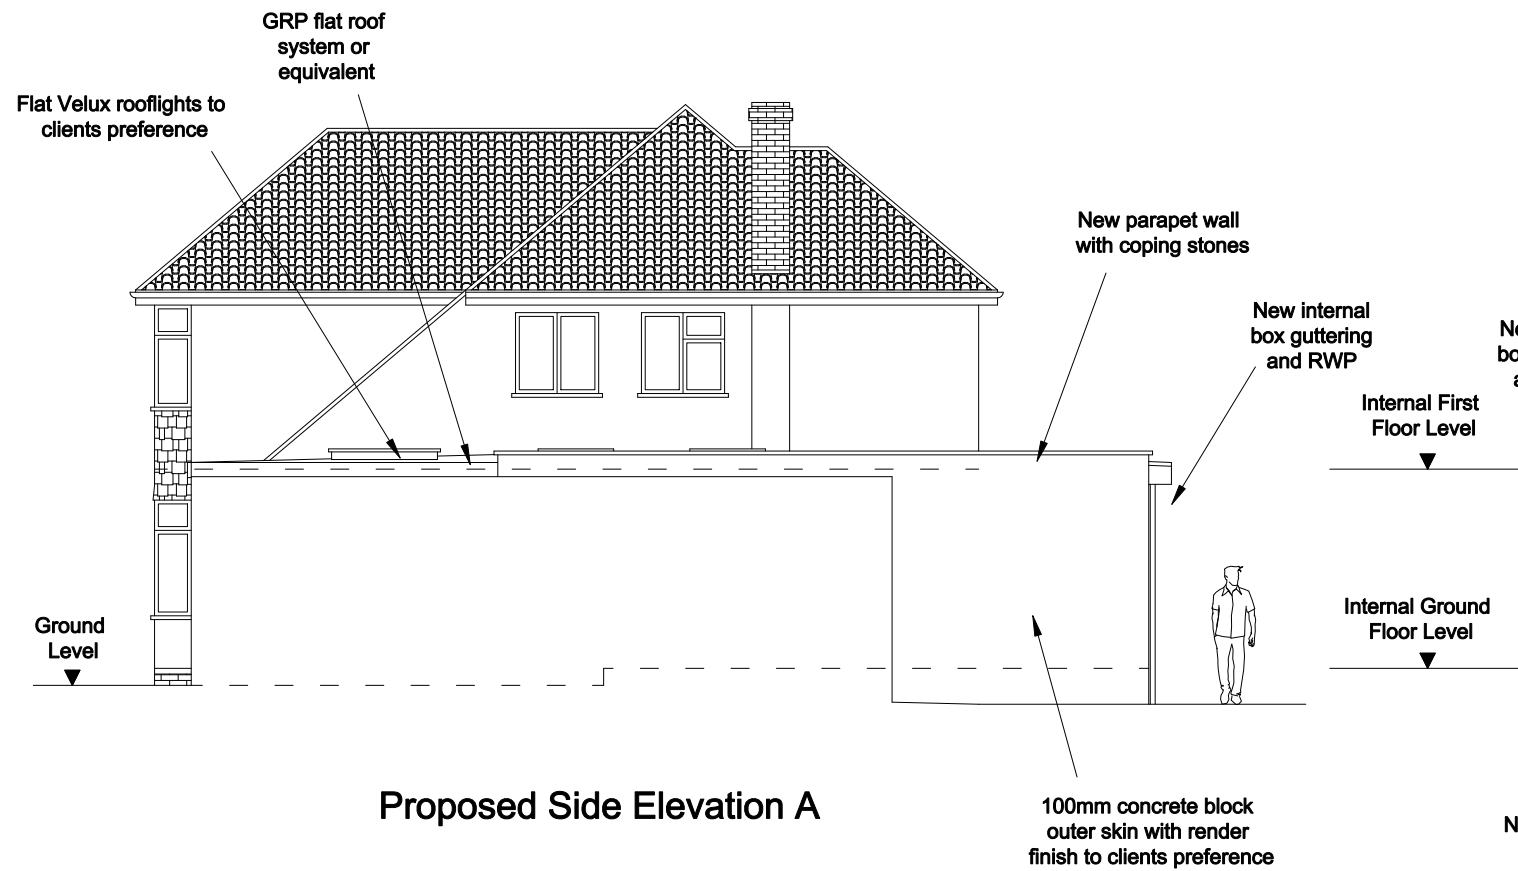 GRP flat roof
system or
equivalent
Flat Velux rooflights to
clients preference
New parapet wall
with coping stones
New internal
box guttering
and RWP
Internal First
Floor Level
Internal Ground
Floor Level
Ground
Level
Proposed Side Elevation A
100mm concrete block
outer skin with render
finish to clients preference